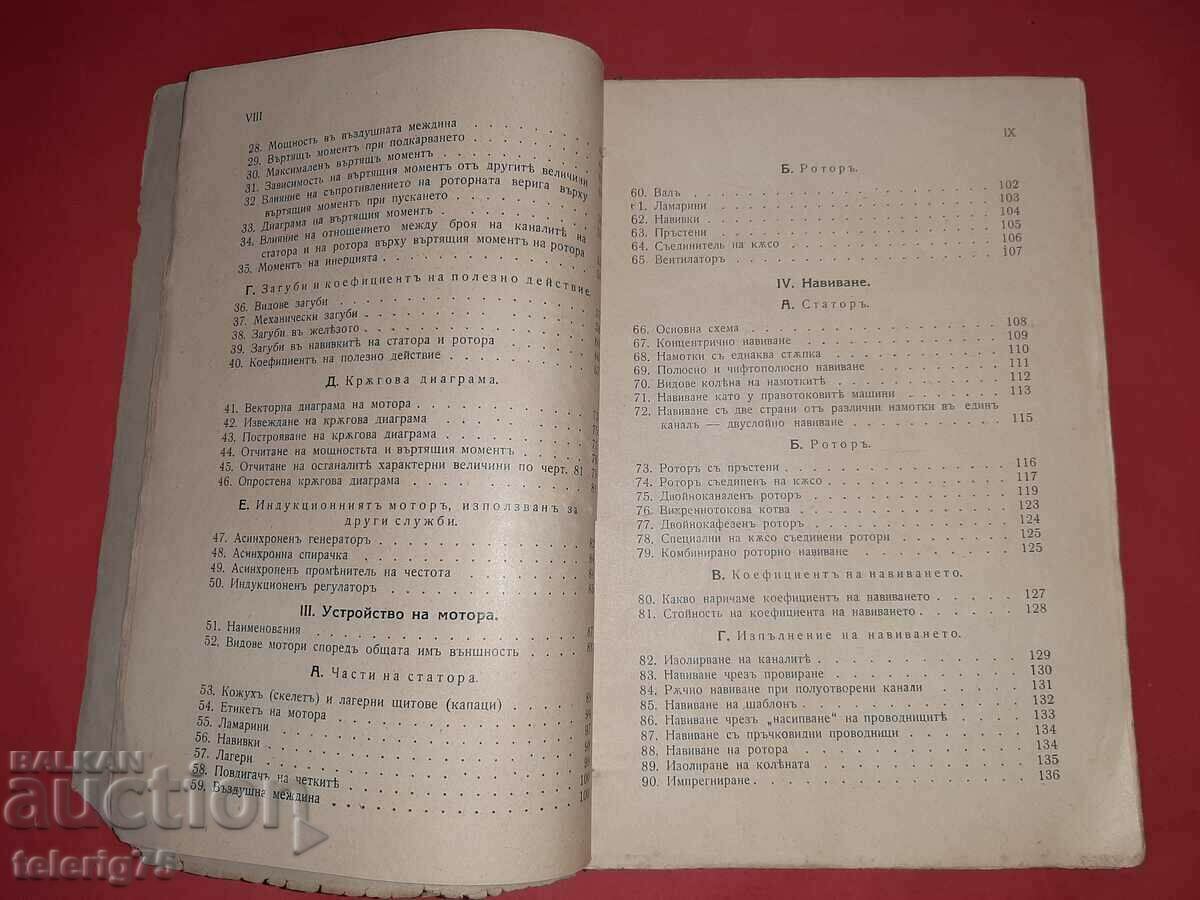 VIII
28. Мощность въ въздушната междина
29. Въртящъ моментъ при подкарването
30. Максималенъ въртящъ моментъ
31. Зависимость на въртящия моментъ отъ другитѣ величини
32 Влияние на съпротивлението на роторната верига върху
въртящия моментъ при пускането
33. Диаграма на въртящия моментъ
34. Влияние на отношението между броя на каналитѣ на
статора и на ротора върху въртящия моментъ на ротора
35. Моментъ на инерцията
Г. Загуби и коефициентъ на полезно действие.
36. Видове загуби
37. Механически загуби
38. Загуби въ желѣзото
39. Загуби въ навивкитѣ на статора и ротора
40. Коефициентъ на полезно действие
Д. Крѫгова диаграма.
41. Векторна диаграма на мотора
42. Извеждане на крѫгова диаграма
43. Построяване на крѫгова диаграма
44. Отчитане на мощностьта и въртящия моментъ
45. Отчитане на останалитѣ характерни величини по черт. 81
46. Опростена крѫгова диаграма
Е. Индукционниятъ моторъ, използванъ за
други служби.
47. Асинхроненъ генераторъ
48. Асинхронна спирачка
49. Асинхроненъ промѣнитель на честота
50. Индукционенъ регулаторъ
III. Устройство на мотора.
51. Наименования
52. Видове мотори споредъ общата имъ външность
А. Части на статора.
53. Кожухъ (скелетъ) и лагерни щитове (капаци)
54. Етикетъ на мотора
55. Ламарини
56. Навивки
57. Лагери
58. Повдигачъ на четкитѣ 100
59. Въздушна междина 100
IX
Б. Роторъ.
60. Валъ 102
61. Ламарини 103
62. Навивки 104
63. Пръстени 105
64. Съединитель на кѫсо 106
65. Вентилаторъ 107
IV. Навиване.
А. Статоръ.
66. Основна схема 108
67. Концентрично навиване 109
68. Намотки съ еднаква стѫпка 110
69. Полюсно и чифтополюсно навиване 111
70. Видове колѣна на намоткитѣ 112
71. Навиване като у правотоковитѣ машини 113
72. Навиване съ две страни отъ различни намотки въ единъ
каналъ — двуслойно навиване 115
Б. Роторъ.
73. Роторъ съ пръстени 116
74. Роторъ съединенъ на кѫсо 117
75. Двойноканаленъ роторъ 119
76. Вихреннотокова котва 123
77. Двойнокафезенъ роторъ 124
78. Специални на кѫсо съединени ротори 125
79. Комбинирано роторно навиване 125
В. Коефициентъ на навиването.
80. Какво наричаме коефициентъ на навиването 127
81. Стойность на коефициента на навиването 128
Г. Изпълнение на навиването.
82. Изолирване на каналитѣ 129
83. Навиване чрезъ провиране 130
84. Рѫчно навиване при полуотворени канали 131
85. Навиване на шаблонъ 132
86. Навиване чрезъ „насипване" на проводницитѣ 133
87. Навиване съ пръчковидни проводници 134
88. Навиване на ротора 134
89. Изолиране на колѣната 135
90. Импрегниране 136
BALKAN
auction
telerig75